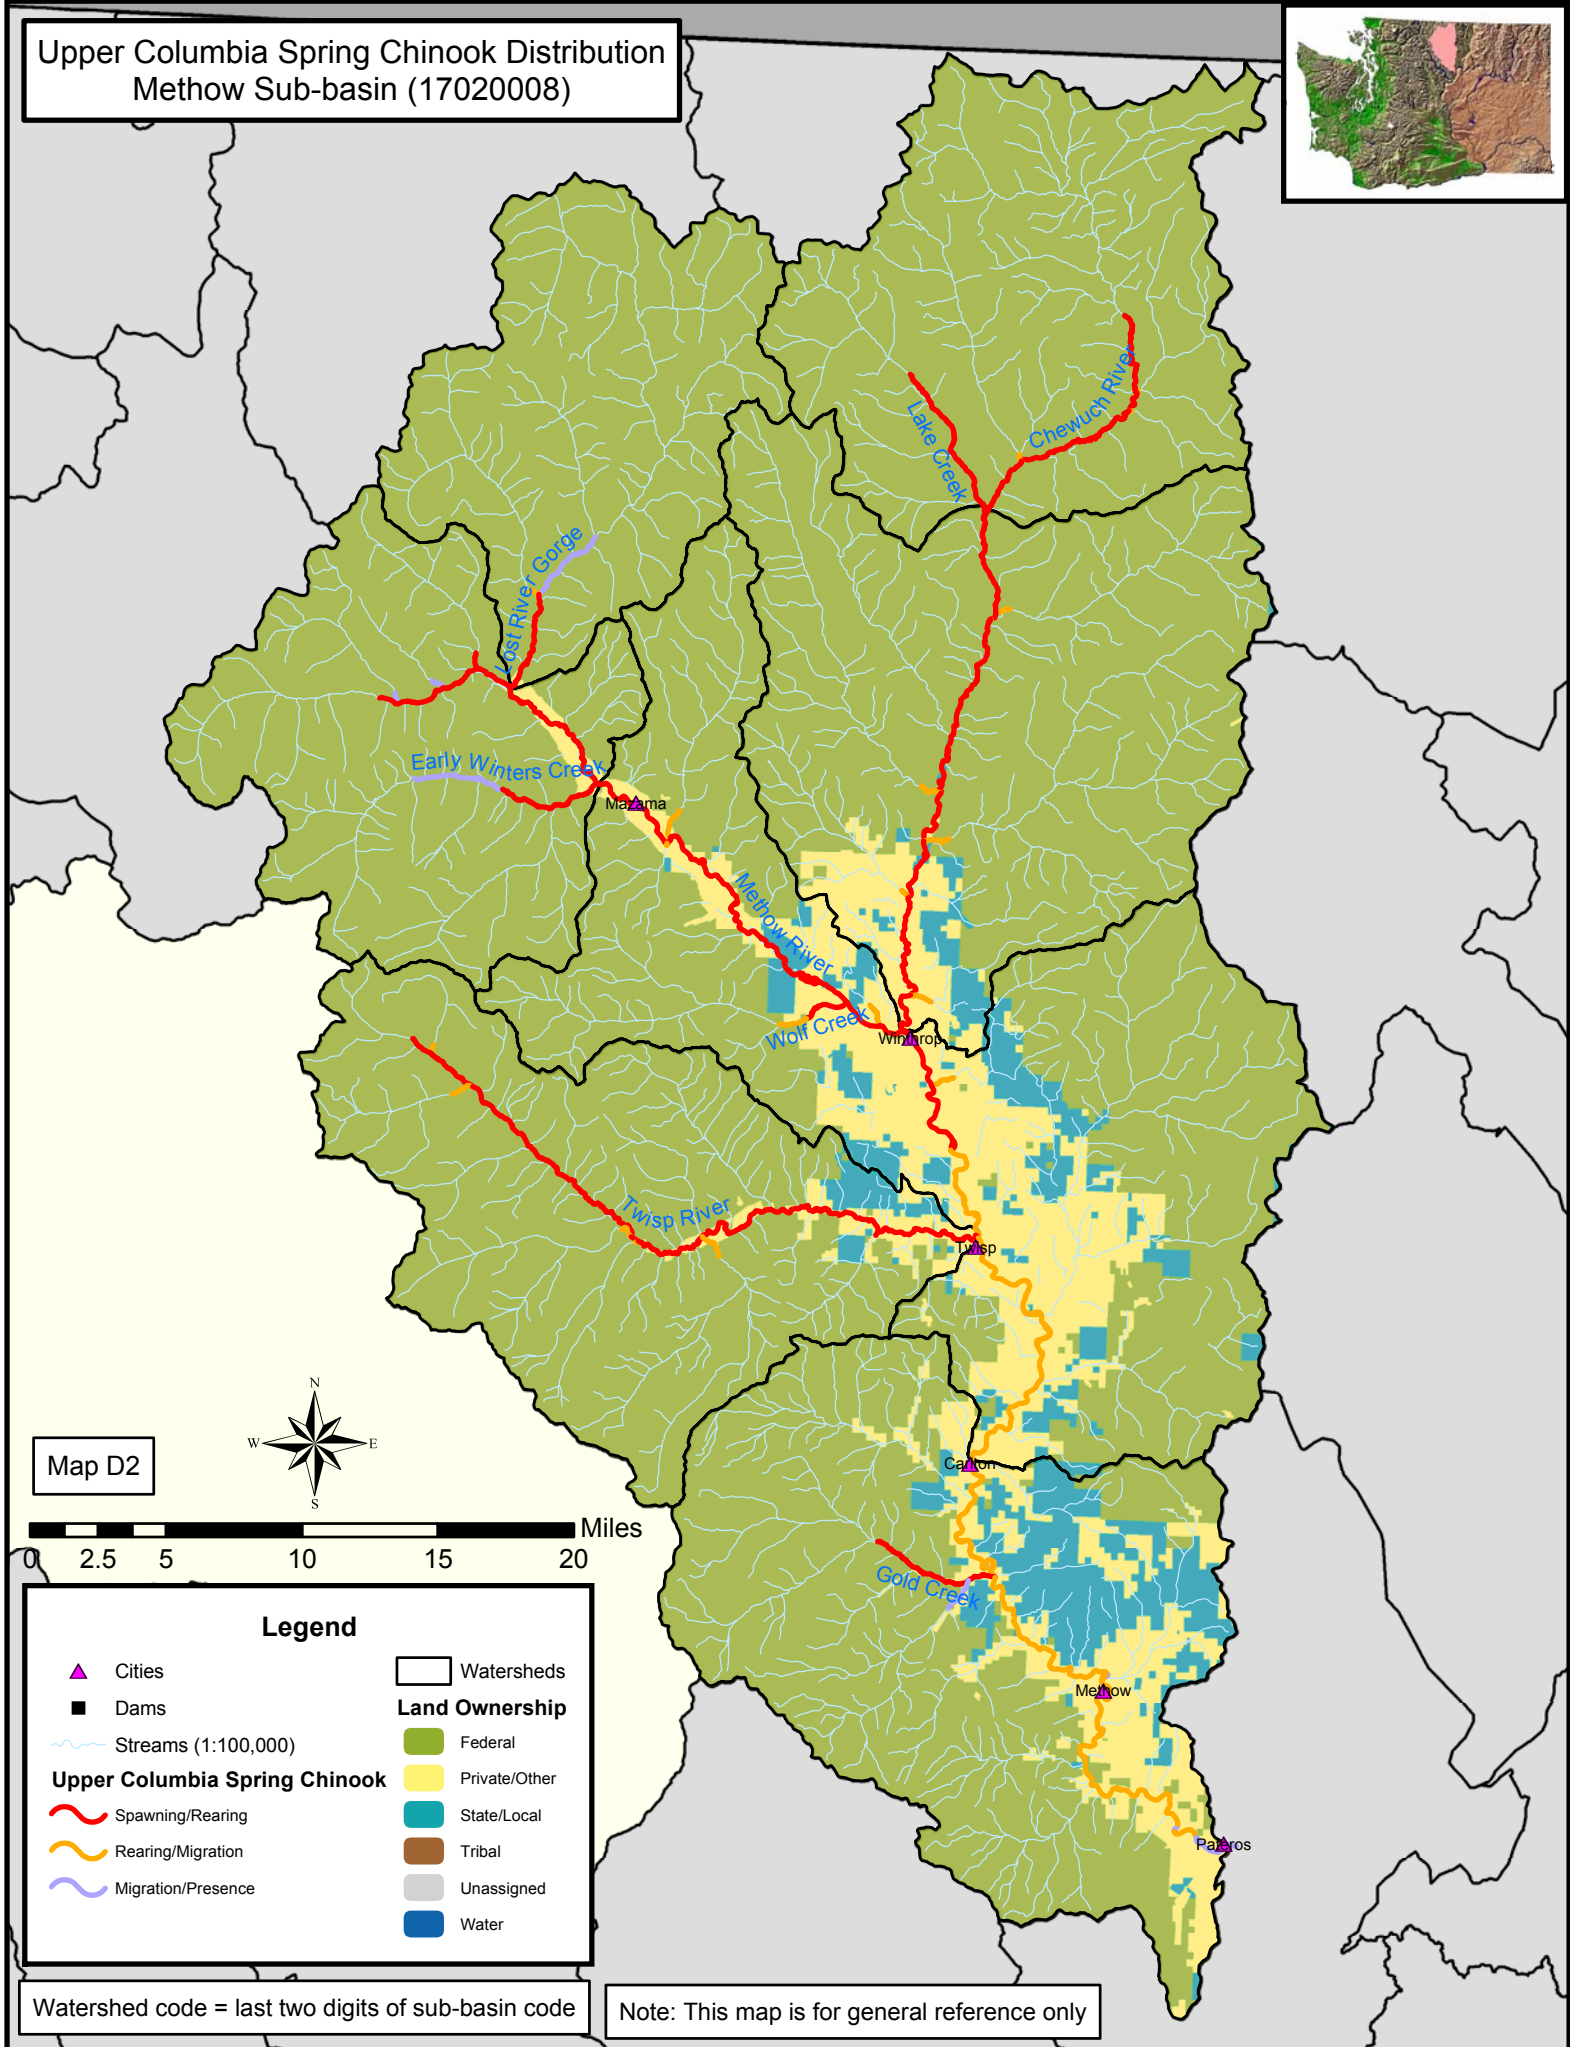 Upper Columbia Spring Chinook Distribution
Methow Sub-basin (17020008)
Chewuch River
Lake Creek
Lost River Gorge
Early Winters Creek
Mazama
Methow River
Wolf Creek
Winthrop
Twisp River
Twisp
N
W
E
S
Map D2
Carlton
Miles
0 2.5 5 10 15 20
Gold Creek
Methow
Pateros
Legend
Cities
Dams
Streams (1:100,000)
Upper Columbia Spring Chinook
Spawning/Rearing
Rearing/Migration
Migration/Presence
Watersheds
Land Ownership
Federal
Private/Other
State/Local
Tribal
Unassigned
Water
Watershed code = last two digits of sub-basin code
Note: This map is for general reference only